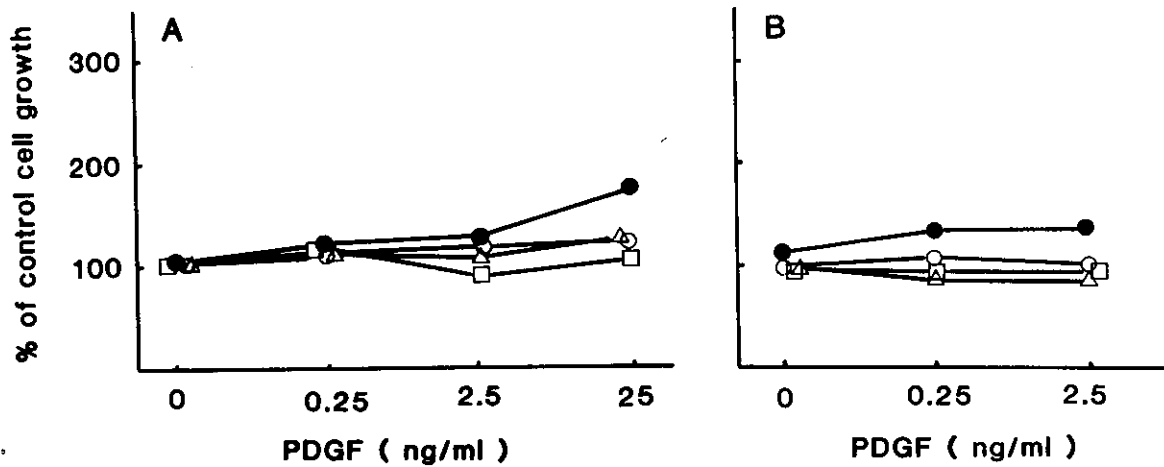 A
B
% of control cell growth
300
200
100
0 0.25 2.5 25
0 0.25 2.5
PDGF ( ng/ml )
PDGF ( ng/ml )